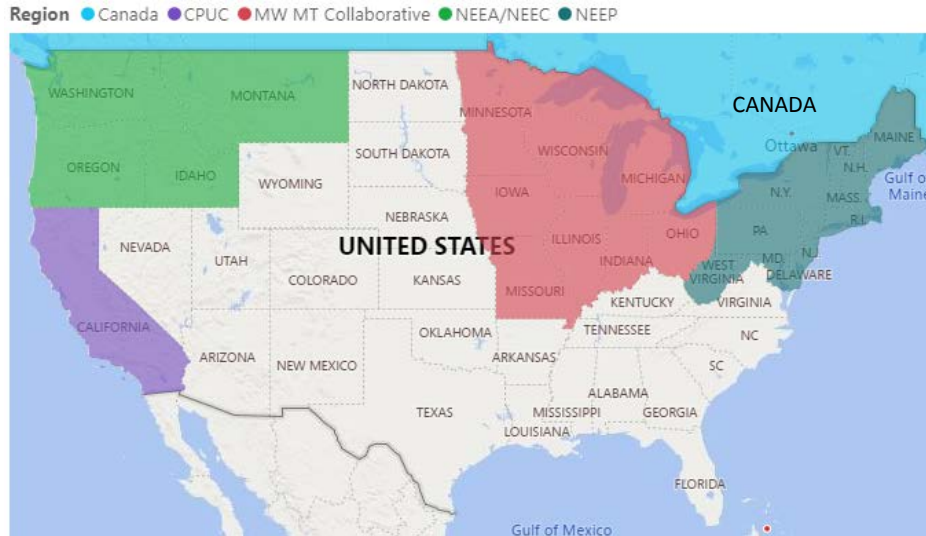 Region Canada CPUC MW MT Collaborative NEEA/NEEC NEEP
WASHINGTON
MONTANA
NORTH DAKOTA
MINNESOTA
CANADA
Ottawa
MAINE
VT.
N.H.
OREGON
IDAHO
SOUTH DAKOTA
WISCONSIN
MICHIGAN
N.Y.
MASS.
R.I.
Gulf of
Maine
WYOMING
IOWA
NEBRASKA
UNITED STATES
ILLINOIS
INDIANA
OHIO
PA
N.J.
MD.
DELAWARE
WEST
VIRGINIA
NEVADA
UTAH
COLORADO
KANSAS
MISSOURI
KENTUCKY
VIRGINIA
CALIFORNIA
ARIZONA
NEW MEXICO
OKLAHOMA
ARKANSAS
TENNESSEE
NC
SC
TEXAS
MISSISSIPPI
ALABAMA
GEORGIA
LOUISIANA
FLORIDA
Gulf of Mexico